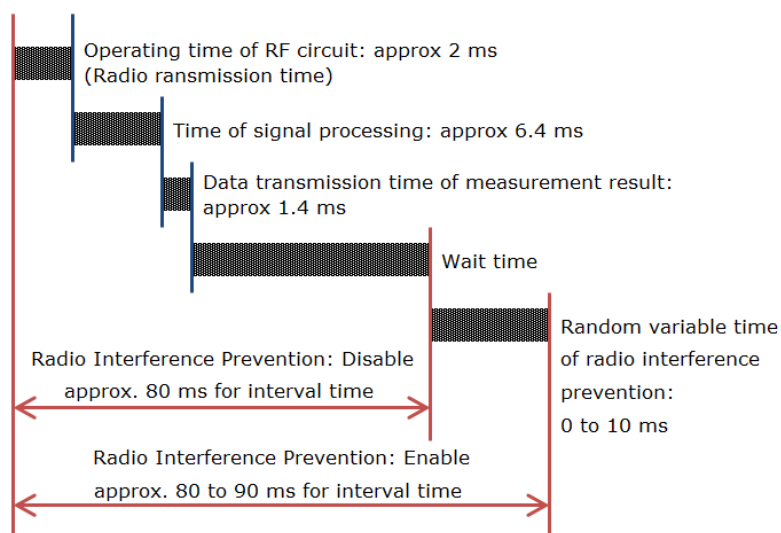 Operating time of RF circuit: approx 2 ms
(Radio ransmission time)
Time of signal processing: approx 6.4 ms
Data transmission time of measurement result:
approx 1.4 ms
Wait time
Random variable time
of radio interference
prevention:
0 to 10 ms
Radio Interference Prevention: Disable
approx. 80 ms for interval time
Radio Interference Prevention: Enable
approx. 80 to 90 ms for interval time